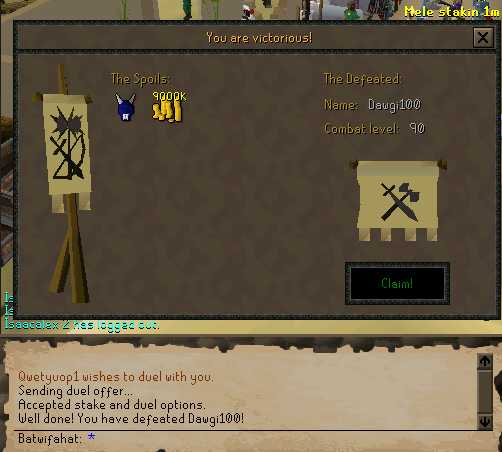 Mele stakin 1m
You are victorious!
The Spoils:
9000K
The Defeated:
Name: Dawgi100
Combat level: 90
Claim!
Isaacalex 2 has logged out.
Qwetyuop1 wishes to duel with you.
Sending duel offer...
Accepted stake and duel options.
Well done! You have defeated Dawgi100!
Batwifahat: *